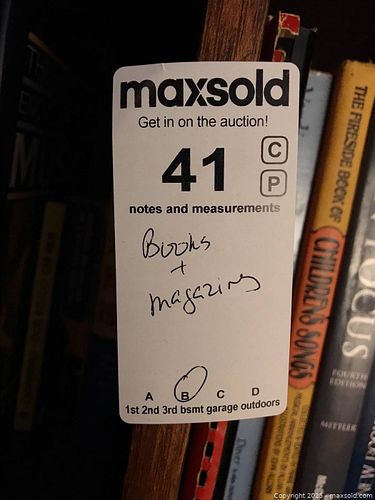 maxsold
Get in on the auction!
41
C
P
notes and measurements
Books
+
magazines
A B C D
1st 2nd 3rd bsmt garage outdoors
THE FIRESIDE BOOK OF
CHILDREN'S SONGS
FOCUS
FOURTH
EDITION
METTLER
Copyright 2025 - maxsold.com